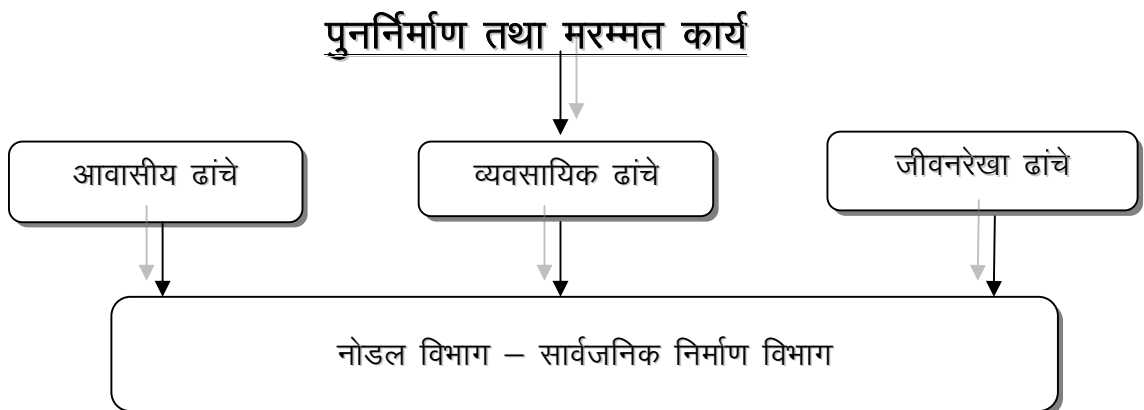 पुनर्निर्माण तथा मरम्मत कार्य
आवासीय ढांचे
व्यवसायिक ढांचे
जीवनरेखा ढांचे
नोडल विभाग – सार्वजनिक निर्माण विभाग